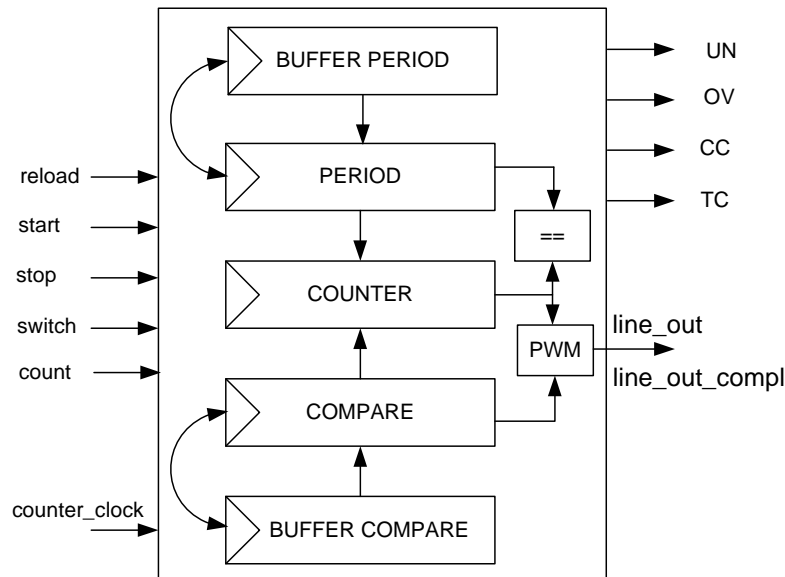 BUFFER PERIOD
UN
OV
CC
TC
reload
start
stop
switch
count
counter_clock
PERIOD
==
COUNTER
PWM
line_out
line_out_compl
COMPARE
BUFFER COMPARE